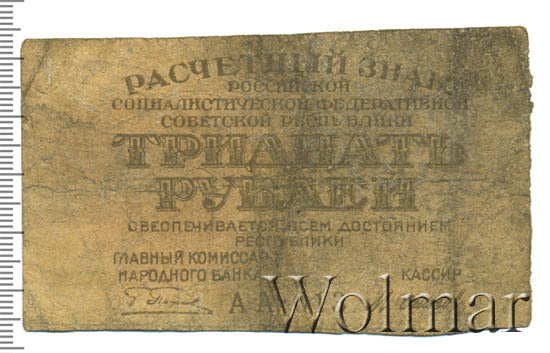 РАСЧЕТНЫЙ ЗНАК
РОССИЙСКОЙ
СОЦИАЛИСТИЧЕСКОЙ ФЕДЕРАТИВНОЙ
СОВЕТСКОЙ РЕСПУБЛИКИ
ТРИДЦАТЬ
РУБЛЕЙ
ОБЕСПЕЧИВАЕТСЯ ВСЕМ ДОСТОЯНИЕМ
РЕСПУБЛИКИ
ГЛАВНЫЙ КОМИССАР
НАРОДНОГО БАНКА
КАССИР
Wolmar